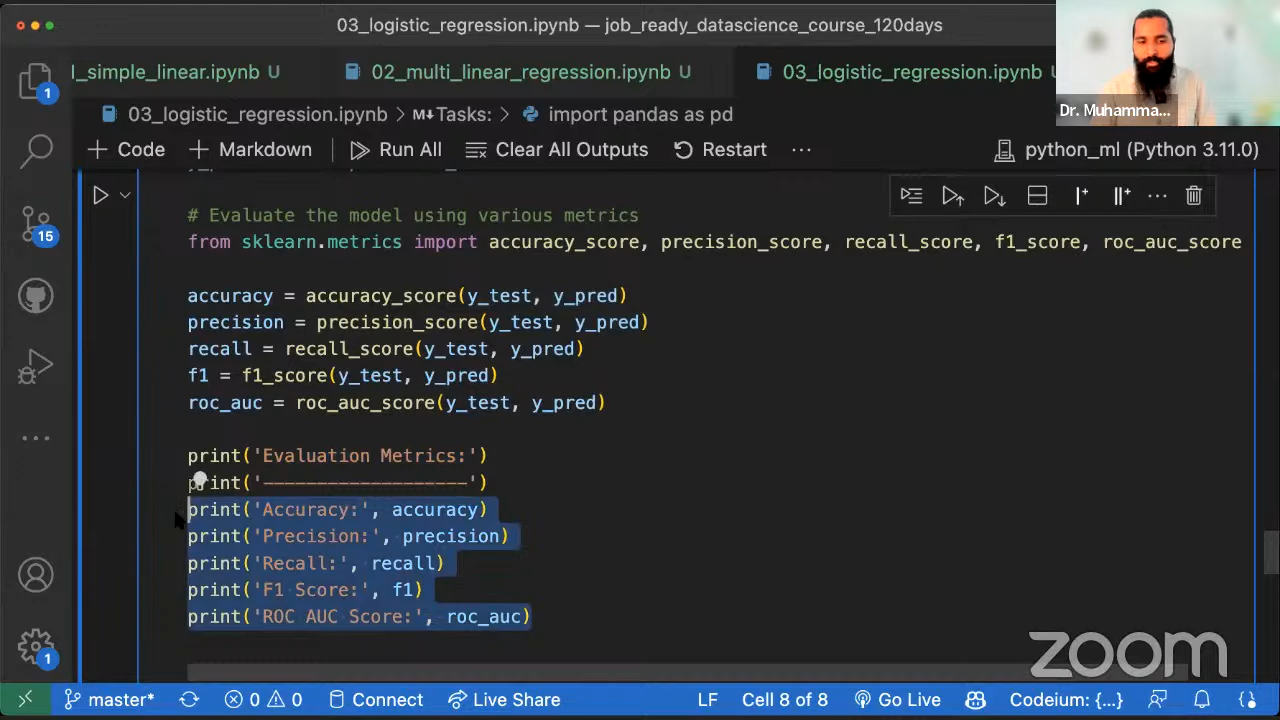 03_logistic_regression.ipynb — job_ready_datascience_course_120days
l_simple_linear.ipynb U
02_multi_linear_regression.ipynb U
03_logistic_regression.ipynb U
Dr. Muhamma...
03_logistic_regression.ipynb > M↓Tasks: > import pandas as pd
+ Code + Markdown Run All Clear All Outputs Restart ... python_ml (Python 3.11.0)
# Evaluate the model using various metrics
from sklearn.metrics import accuracy_score, precision_score, recall_score, f1_score, roc_auc_score
accuracy = accuracy_score(y_test, y_pred)
precision = precision_score(y_test, y_pred)
recall = recall_score(y_test, y_pred)
f1 = f1_score(y_test, y_pred)
roc_auc = roc_auc_score(y_test, y_pred)
print('Evaluation Metrics:')
print('———————————————————')
print('Accuracy:', accuracy)
print('Precision:', precision)
print('Recall:', recall)
print('F1 Score:', f1)
print('ROC AUC Score:', roc_auc)
1
15
1
zoom
master* 0 0 Connect Live Share LF Cell 8 of 8 Go Live Codeium: {...}